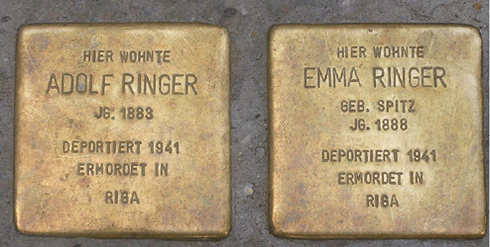 HIER WOHNTE
ADOLF RINGER
JG. 1883
DEPORTIERT 1941
ERMORDET IN
RIGA
HIER WOHNTE
EMMA RINGER
GEB. SPITZ
JG. 1888
DEPORTIERT 1941
ERMORDET IN
RIGA